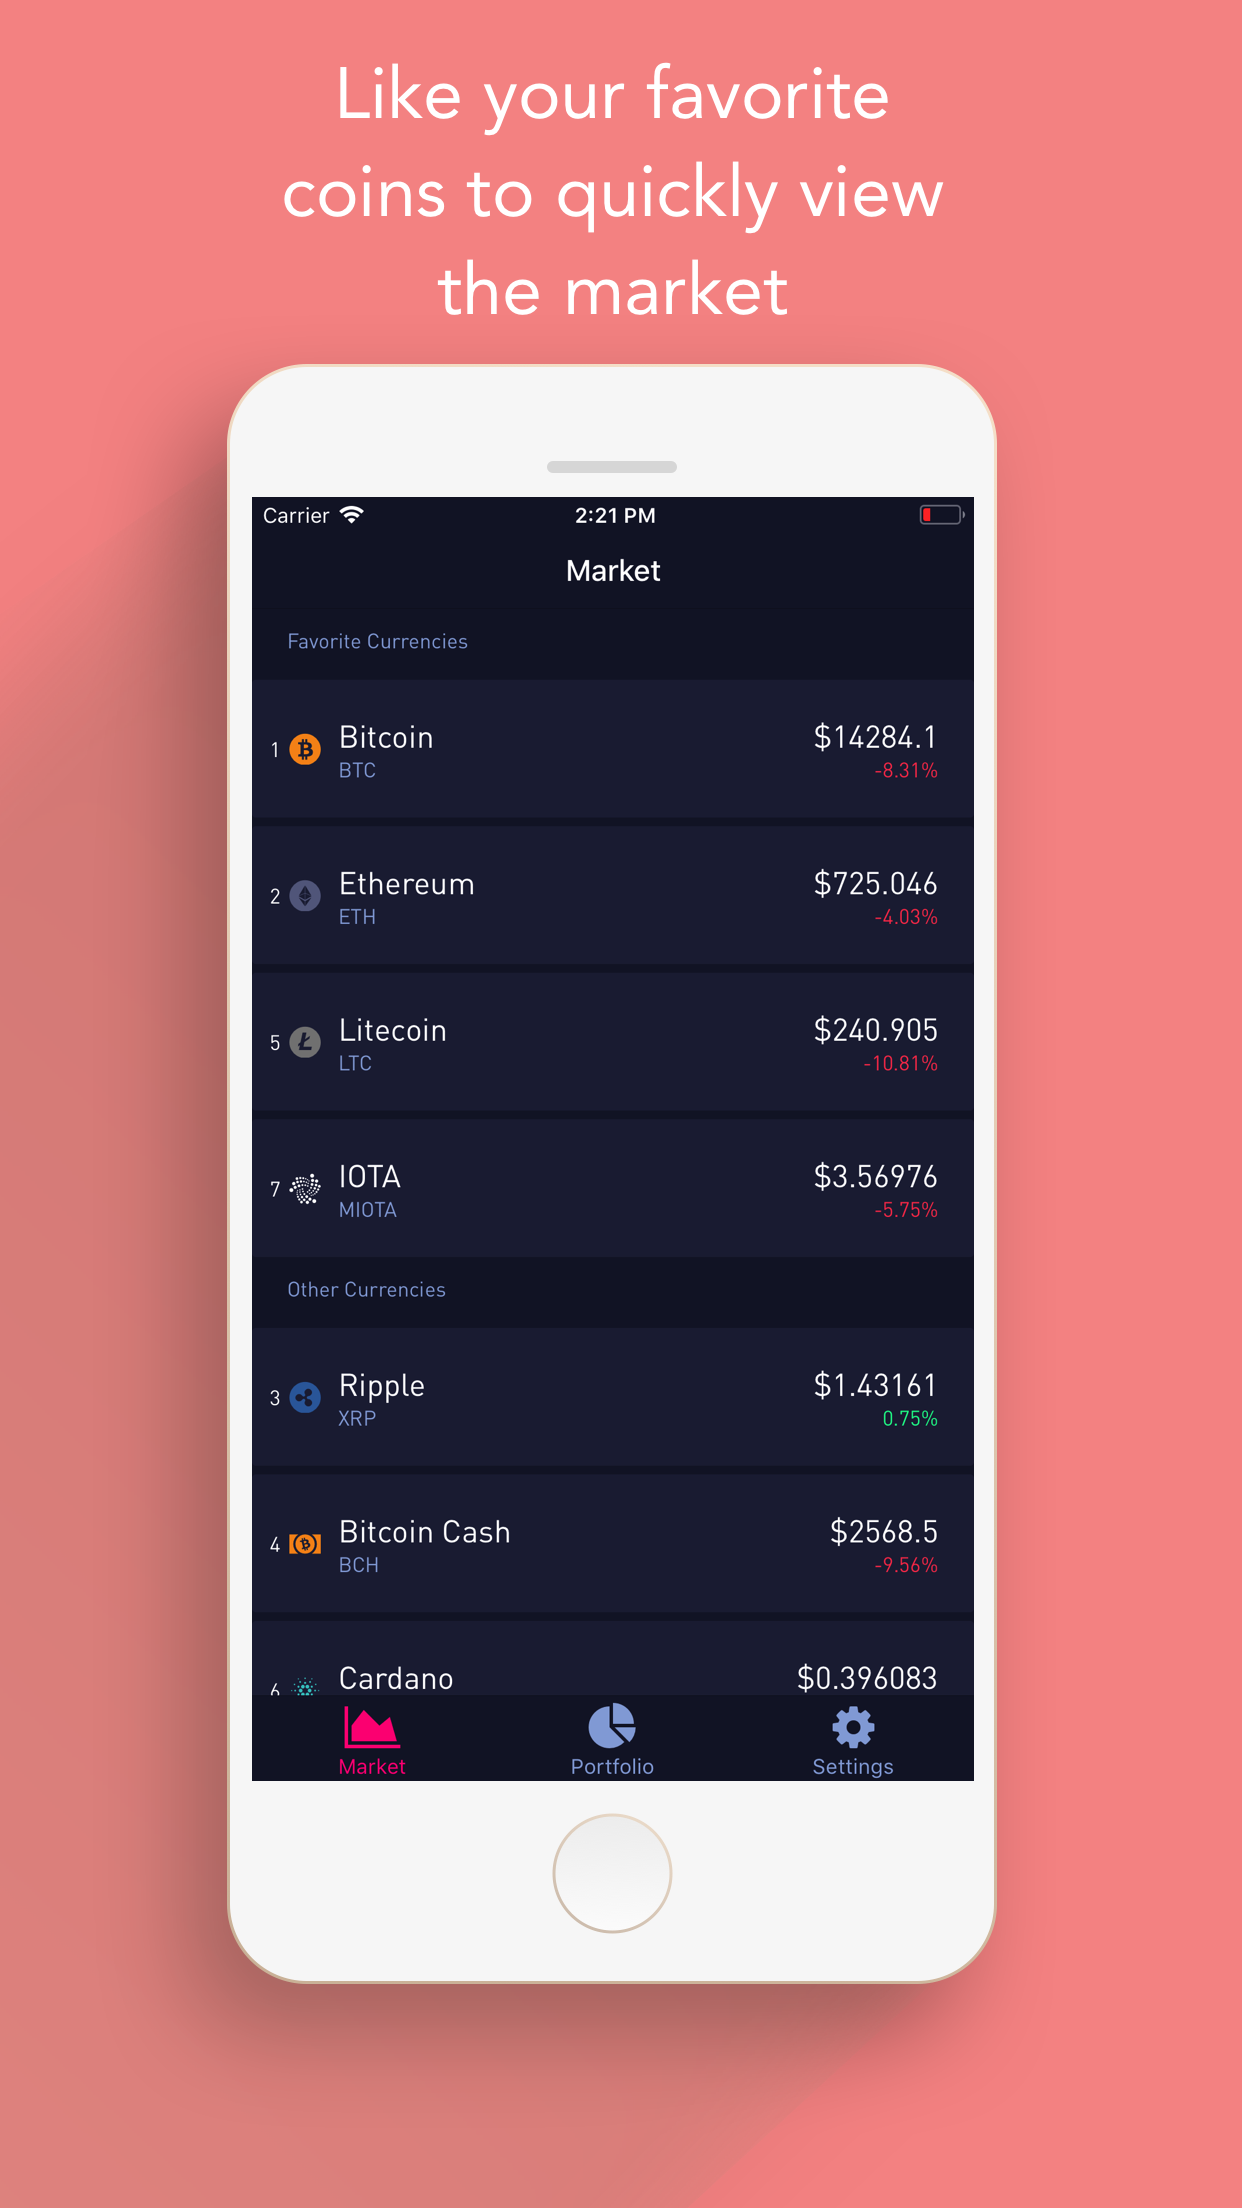 Like your favorite
coins to quickly view
the market
Carrier 2:21 PM
Market
Favorite Currencies
1 Bitcoin $14284.1
BTC -8.31%
2 Ethereum $725.046
ETH -4.03%
5 Litecoin $240.905
LTC -10.81%
7 IOTA $3.56976
MIOTA -5.75%
Other Currencies
3 Ripple $1.43161
XRP 0.75%
4 Bitcoin Cash $2568.5
BCH -9.56%
6 Cardano $0.396083
Market Portfolio Settings